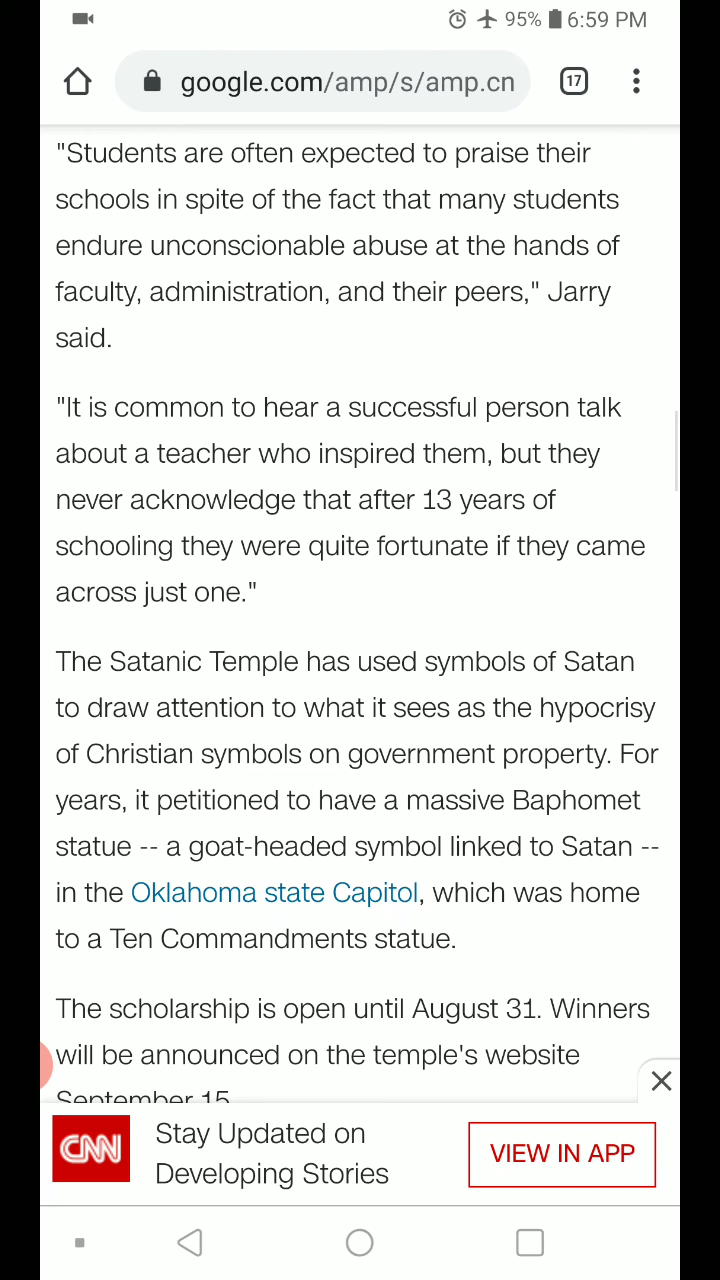 95% 6:59 PM
google.com/amp/s/amp.cn
17
"Students are often expected to praise their
schools in spite of the fact that many students
endure unconscionable abuse at the hands of
faculty, administration, and their peers," Jarry
said.
"It is common to hear a successful person talk
about a teacher who inspired them, but they
never acknowledge that after 13 years of
schooling they were quite fortunate if they came
across just one."
The Satanic Temple has used symbols of Satan
to draw attention to what it sees as the hypocrisy
of Christian symbols on government property. For
years, it petitioned to have a massive Baphomet
statue -- a goat-headed symbol linked to Satan --
in the Oklahoma state Capitol, which was home
to a Ten Commandments statue.
The scholarship is open until August 31. Winners
will be announced on the temple's website
September 15
CNN
Stay Updated on
Developing Stories
VIEW IN APP